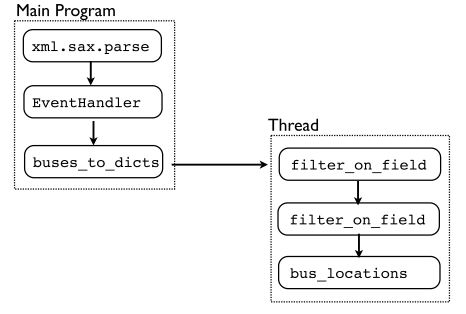 Main Program
xml.sax.parse
EventHandler
buses_to_dicts
Thread
filter_on_field
filter_on_field
bus_locations